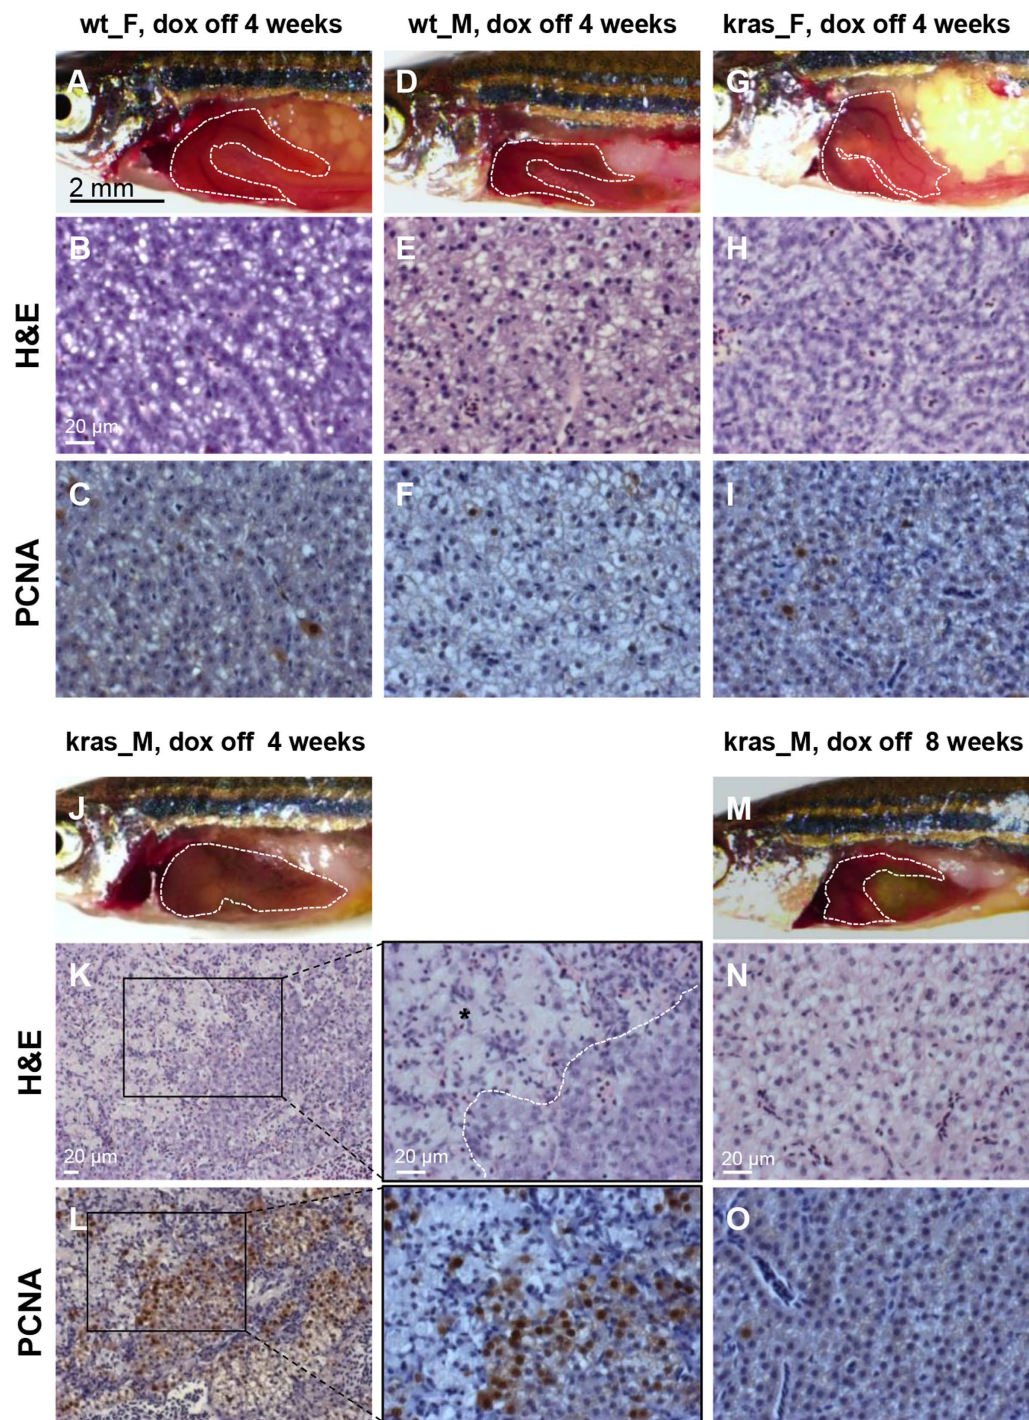 wt_F, dox off 4 weeks
wt_M, dox off 4 weeks
kras_F, dox off 4 weeks
A
2 mm
D
G
H&E
B
20 µm
E
H
PCNA
C
F
I
kras_M, dox off 4 weeks
kras_M, dox off 8 weeks
J
M
H&E
K
20 µm
*
20 µm
N
20 µm
PCNA
L
O